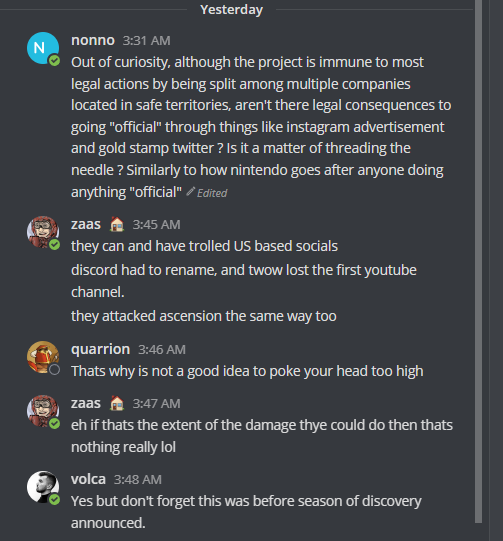 Yesterday
nonno 3:31 AM
N
Out of curiosity, although the project is immune to most
legal actions by being split among multiple companies
located in safe territories, aren't there legal consequences to
going "official" through things like instagram advertisement
and gold stamp twitter ? Is it a matter of threading the
needle ? Similarly to how nintendo goes after anyone doing
anything "official" Edited
zaas 3:45 AM
they can and have trolled US based socials
discord had to rename, and twow lost the first youtube
channel.
they attacked ascension the same way too
quarrion 3:46 AM
Thats why is not a good idea to poke your head too high
zaas 3:47 AM
eh if thats the extent of the damage thye could do then thats
nothing really lol
volca 3:48 AM
Yes but don't forget this was before season of discovery
announced.